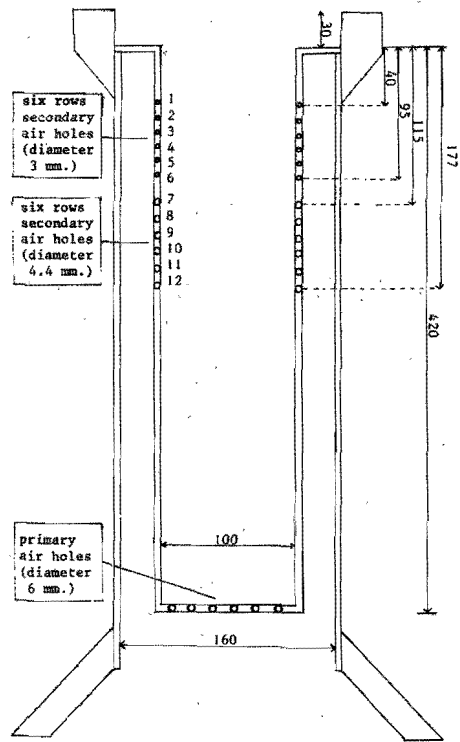 30
40
95
115
177
420
six rows
secondary
air holes
(diameter
3 mm.)
1
2
3
4
5
6
six rows
secondary
air holes
(diameter
4.4 mm.)
7
8
9
10
11
12
primary
air holes
(diameter
6 mm.)
100
160